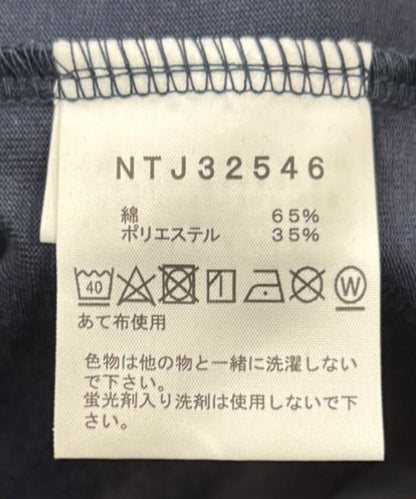 NTJ32546
綿 65%
ポリエステル 35%
40 W
あて布使用
色物は他の物と一緒に洗濯しない
で下さい。
蛍光剤入り洗剤は使用しないで下
さい。